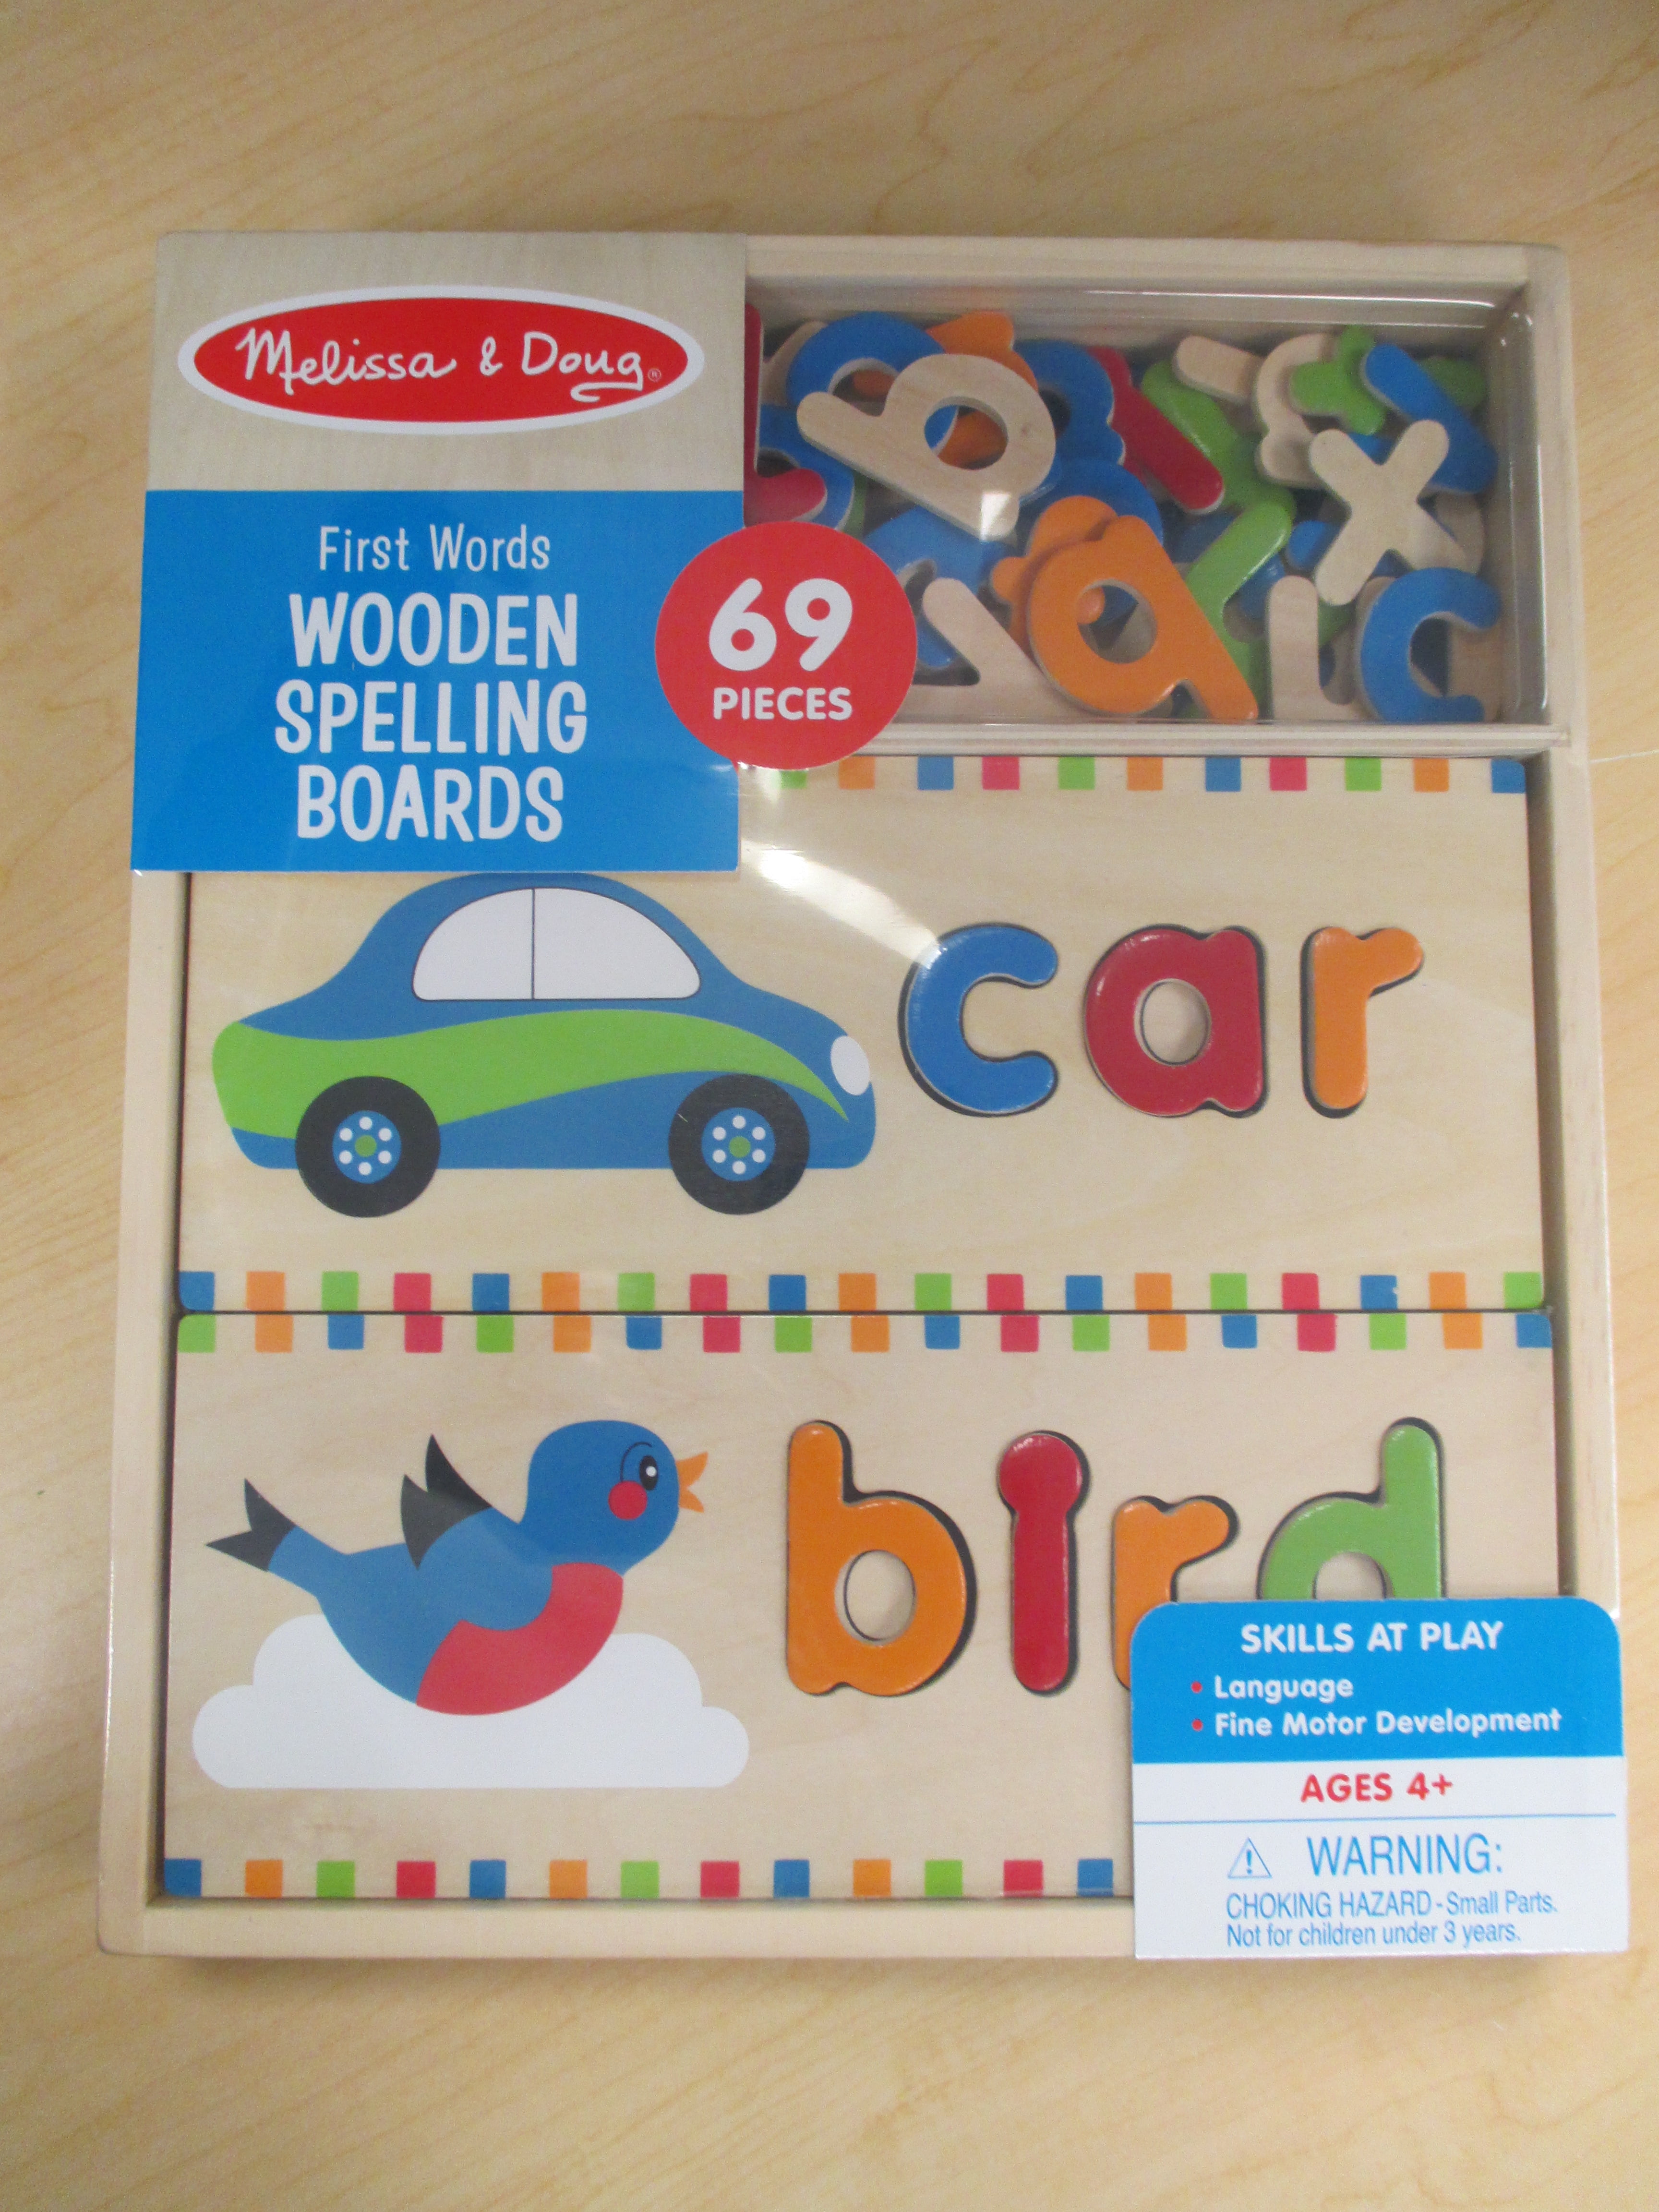 Melissa & Doug®
First Words
WOODEN
SPELLING
BOARDS
69
PIECES
car
bird
SKILLS AT PLAY
• Language
• Fine Motor Development
AGES 4+
⚠ WARNING:
CHOKING HAZARD - Small Parts.
Not for children under 3 years.